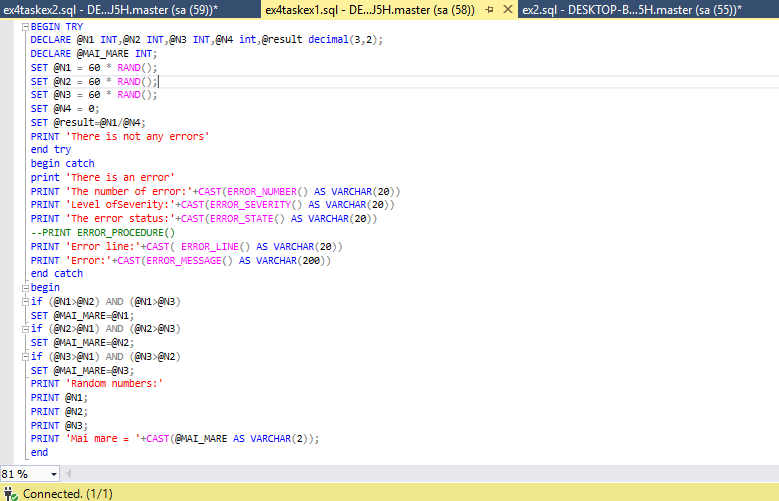 ex4taskex2.sql - DE...J5H.master (sa (59))* ex4taskex1.sql - DE...J5H.master (sa (58)) ex2.sql - DESKTOP-B...5H.master (sa (55))*
BEGIN TRY
DECLARE @N1 INT,@N2 INT,@N3 INT,@N4 int,@result decimal(3,2);
DECLARE @MAI_MARE INT;
SET @N1 = 60 * RAND();
SET @N2 = 60 * RAND();
SET @N3 = 60 * RAND();
SET @N4 = 0;
SET @result=@N1/@N4;
PRINT 'There is not any errors'
end try
begin catch
print 'There is an error'
PRINT 'The number of error:'+CAST(ERROR_NUMBER() AS VARCHAR(20))
PRINT 'Level ofSeverity:'+CAST(ERROR_SEVERITY() AS VARCHAR(20))
PRINT 'The error status:'+CAST(ERROR_STATE() AS VARCHAR(20))
--PRINT ERROR_PROCEDURE()
PRINT 'Error line:'+CAST( ERROR_LINE() AS VARCHAR(20))
PRINT 'Error:'+CAST(ERROR_MESSAGE() AS VARCHAR(200))
end catch
begin
if (@N1>@N2) AND (@N1>@N3)
SET @MAI_MARE=@N1;
if (@N2>@N1) AND (@N2>@N3)
SET @MAI_MARE=@N2;
if (@N3>@N1) AND (@N3>@N2)
SET @MAI_MARE=@N3;
PRINT 'Random numbers:'
PRINT @N1;
PRINT @N2;
PRINT @N3;
PRINT 'Mai mare = '+CAST(@MAI_MARE AS VARCHAR(2));
end
81 %
Connected. (1/1)